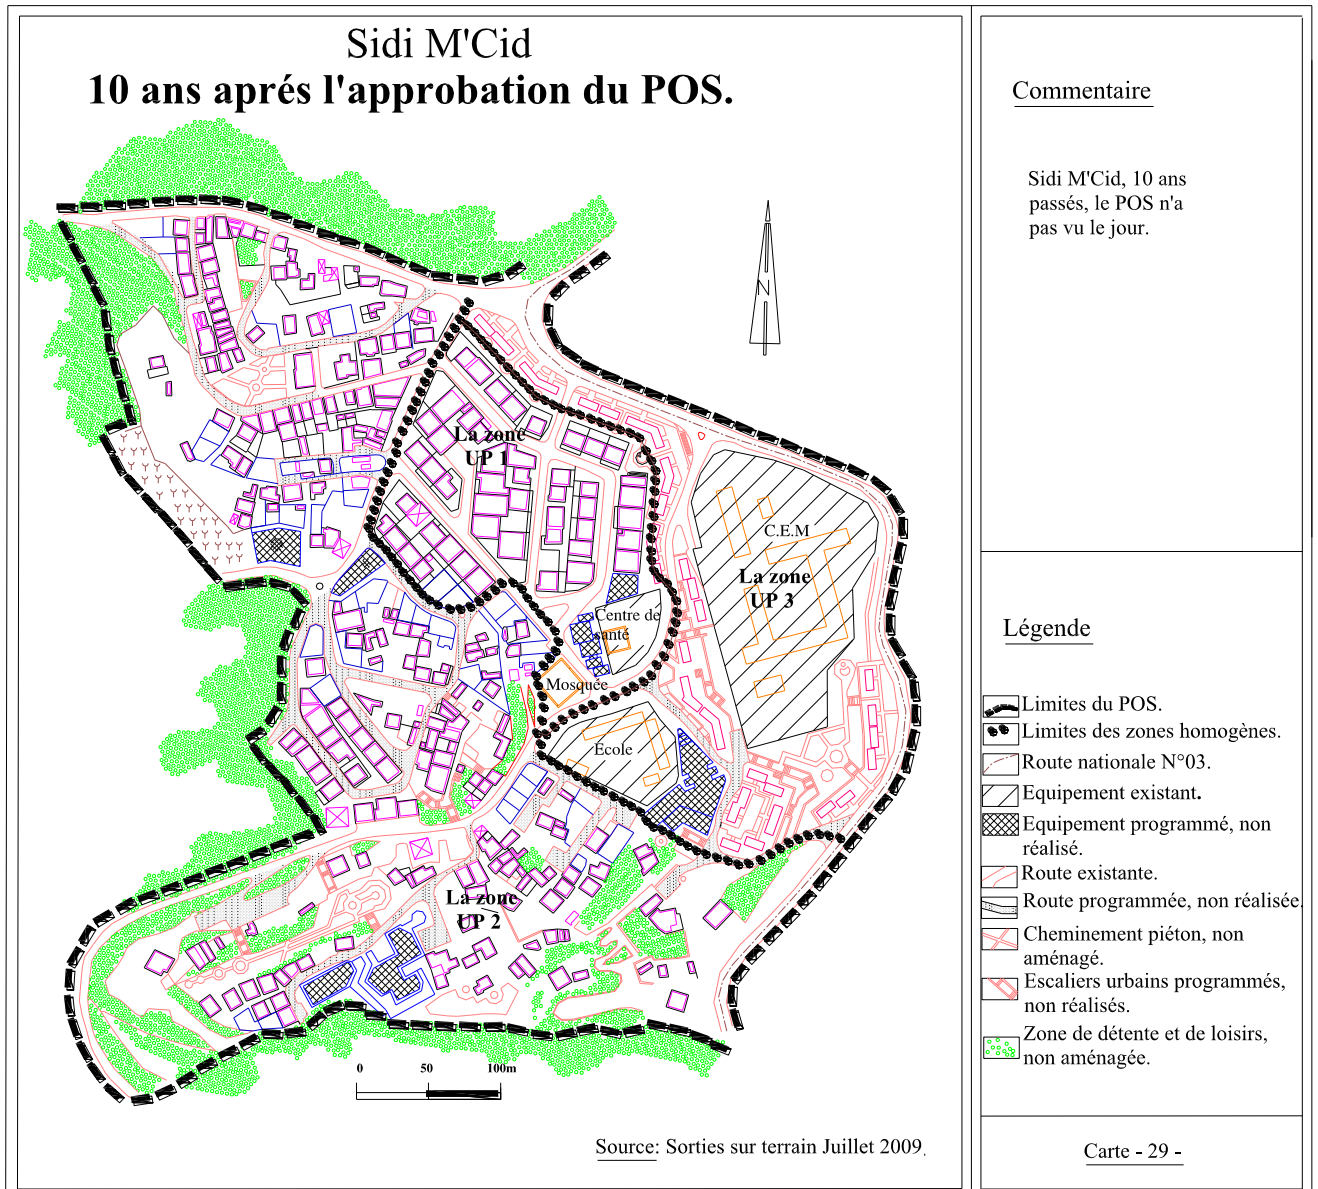 Sidi M'Cid
10 ans aprés l'approbation du POS.
N
La zone
UP 1
C.E.M
La zone
UP 3
Centre de
santé
Mosquée
Ecole
La zone
UP 2
0 50 100m
Source: Sorties sur terrain Juillet 2009.
Commentaire
Sidi M'Cid, 10 ans
passés, le POS n'a
pas vu le jour.
Légende
Limites du POS.
Limites des zones homogènes.
Route nationale N°03.
Equipement existant.
Equipement programmé, non
réalisé.
Route existante.
Route programmée, non réalisée.
Cheminement piéton, non
aménagé.
Escaliers urbains programmés,
non réalisés.
Zone de détente et de loisirs,
non aménagée.
Carte - 29 -